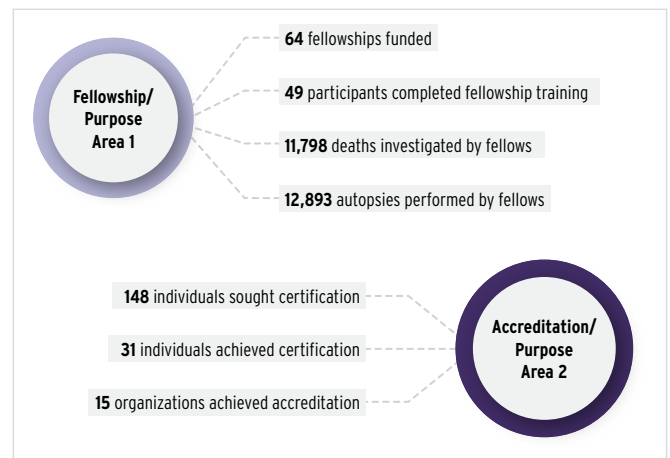 64 fellowships funded
Fellowship/
Purpose
Area 1
49 participants completed fellowship training
11,798 deaths investigated by fellows
12,893 autopsies performed by fellows
148 individuals sought certification
Accreditation/
Purpose
Area 2
31 individuals achieved certification
15 organizations achieved accreditation